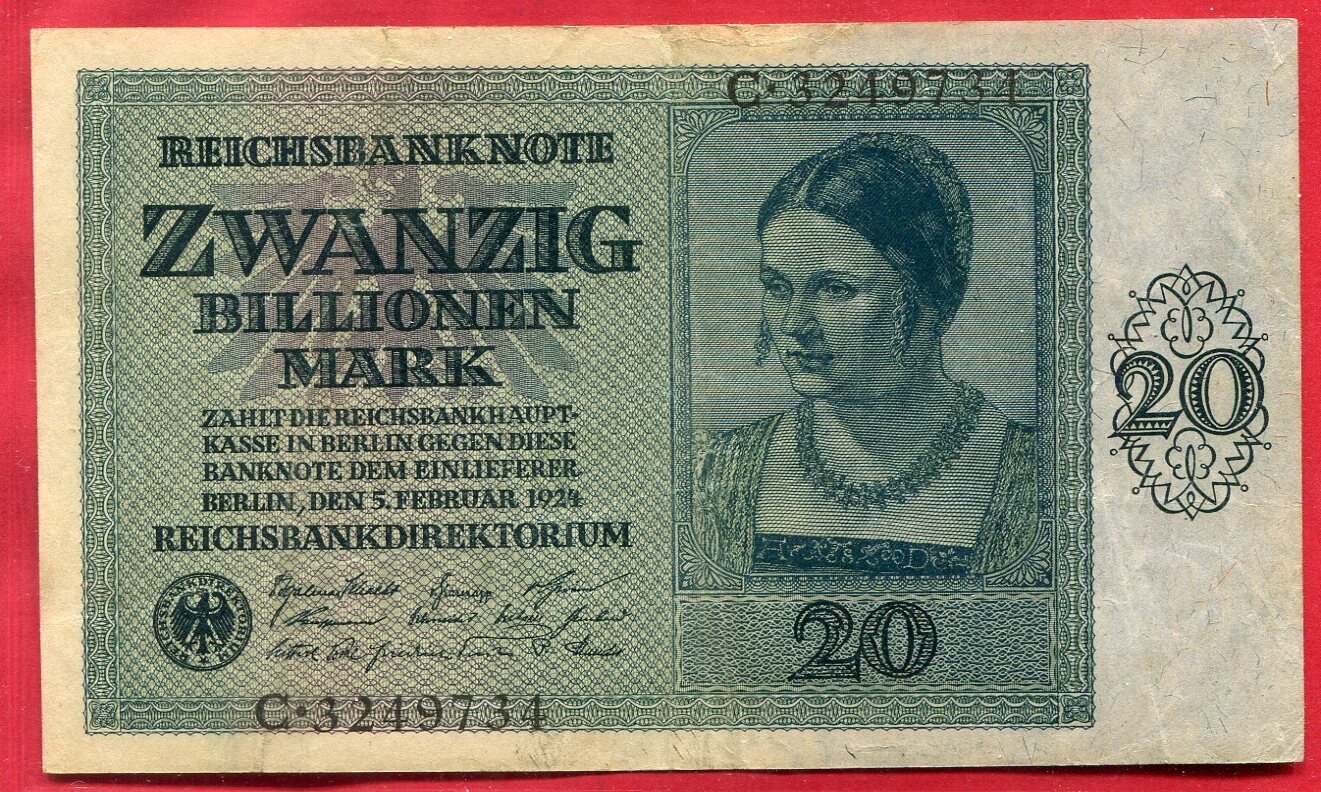 C·3249734
REICHSBANKNOTE
ZWANZIG
BILLIONEN
MARK
ZAHLT DIE REICHSBANKHAUPT-
KASSE IN BERLIN GEGEN DIESE
BANKNOTE DEM EINLIEFERER
BERLIN, DEN 5. FEBRUAR 1924
REICHSBANKDIREKTORIUM
20
20
C·3249734